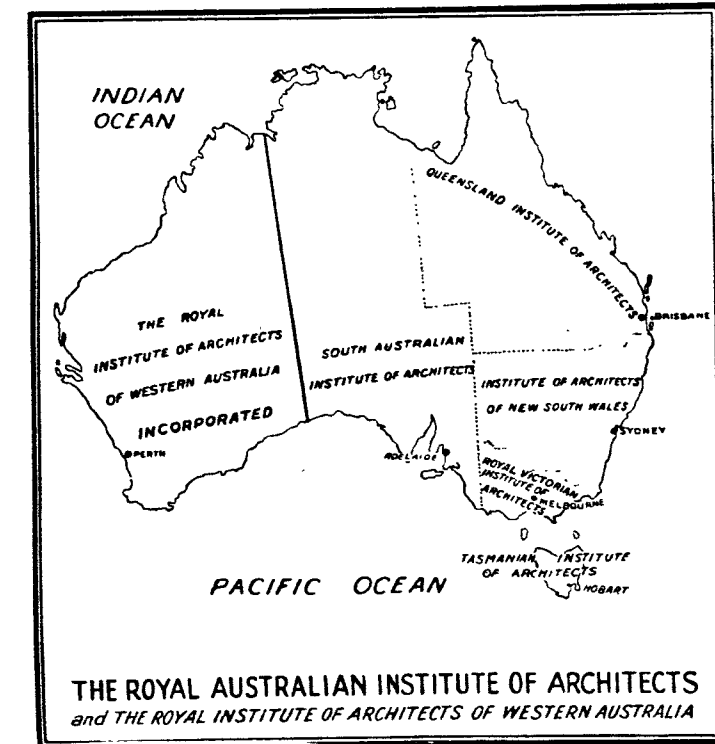 INDIAN
OCEAN
QUEENSLAND INSTITUTE OF ARCHITECTS
BRISBANE
THE ROYAL
INSTITUTE OF ARCHITECTS
OF WESTERN AUSTRALIA
INCORPORATED
PERTH
SOUTH AUSTRALIAN
INSTITUTE OF ARCHITECTS
ADELAIDE
INSTITUTE OF ARCHITECTS
OF NEW SOUTH WALES
SYDNEY
ROYAL VICTORIAN
INSTITUTE OF
ARCHITECTS
MELBOURNE
TASMANIAN INSTITUTE
OF ARCHITECTS
HOBART
PACIFIC OCEAN
THE ROYAL AUSTRALIAN INSTITUTE OF ARCHITECTS
and THE ROYAL INSTITUTE OF ARCHITECTS OF WESTERN AUSTRALIA